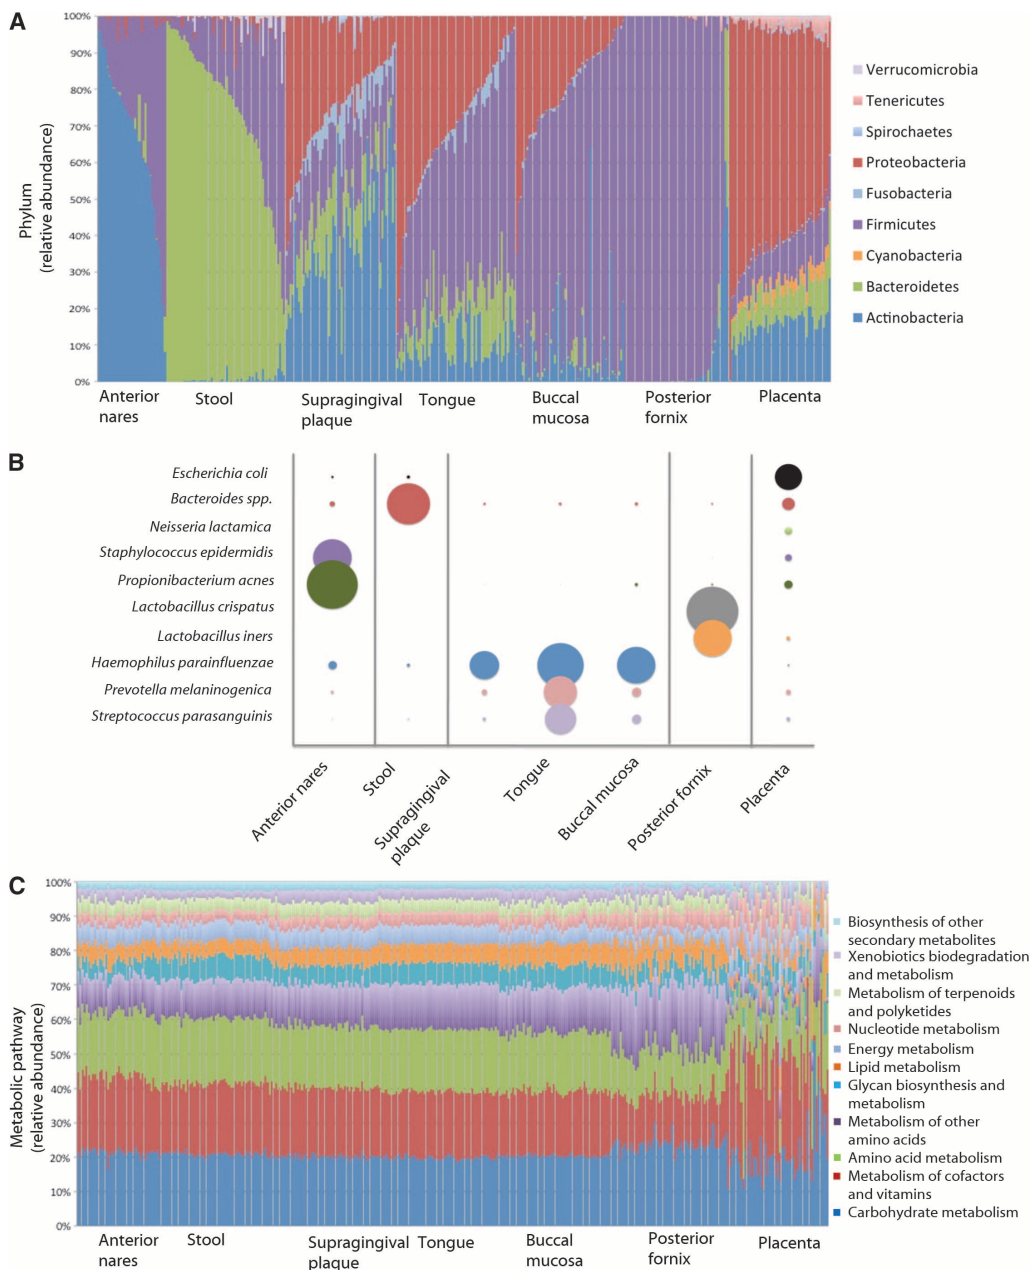 A
100%
90%
80%
70%
60%
50%
40%
30%
20%
10%
0%
Phylum
(relative abundance)
Verrucomicrobia
Tenericutes
Spirochaetes
Proteobacteria
Fusobacteria
Firmicutes
Cyanobacteria
Bacteroidetes
Actinobacteria
Anterior
nares
Stool
Supragingival
plaque
Tongue
Buccal
mucosa
Posterior
fornix
Placenta
B
Escherichia coli
Bacteroides spp.
Neisseria lactamica
Staphylococcus epidermidis
Propionibacterium acnes
Lactobacillus crispatus
Lactobacillus iners
Haemophilus parainfluenzae
Prevotella melaninogenica
Streptococcus parasanguinis
Anterior nares
Stool
Supragingival
plaque
Tongue
Buccal mucosa
Posterior fornix
Placenta
C
100%
90%
80%
70%
60%
50%
40%
30%
20%
10%
0%
Metabolic pathway
(relative abundance)
Biosynthesis of other
secondary metabolites
Xenobiotics biodegradation
and metabolism
Metabolism of terpenoids
and polyketides
Nucleotide metabolism
Energy metabolism
Lipid metabolism
Glycan biosynthesis and
metabolism
Metabolism of other
amino acids
Amino acid metabolism
Metabolism of cofactors
and vitamins
Carbohydrate metabolism
Anterior
nares
Stool
Supragingival
plaque
Tongue
Buccal
mucosa
Posterior
fornix
Placenta